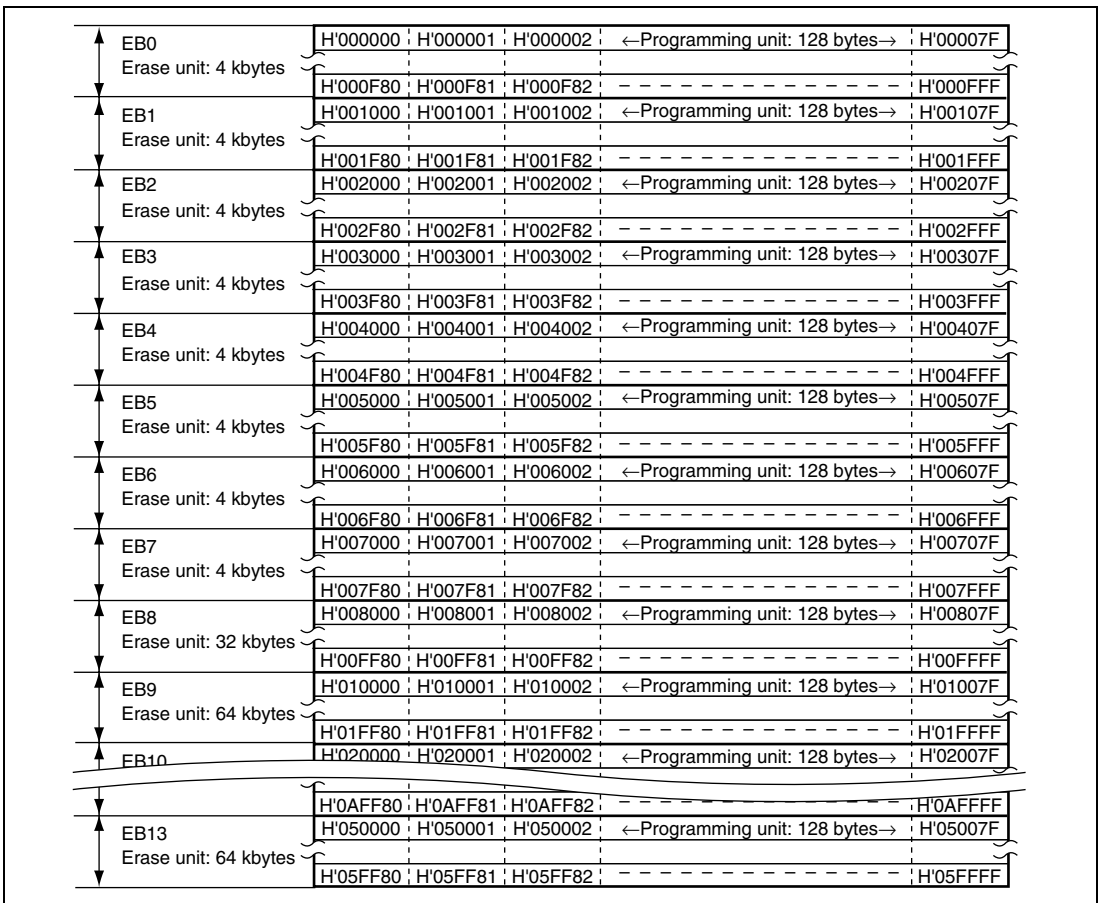 EB0 H'000000 H'000001 H'000002 ←Programming unit: 128 bytes→ H'00007F
Erase unit: 4 kbytes
H'000F80 H'000F81 H'000F82 – – – – – – – – – – – – – – H'000FFF
EB1 H'001000 H'001001 H'001002 ←Programming unit: 128 bytes→ H'00107F
Erase unit: 4 kbytes
H'001F80 H'001F81 H'001F82 – – – – – – – – – – – – – – H'001FFF
EB2 H'002000 H'002001 H'002002 ←Programming unit: 128 bytes→ H'00207F
Erase unit: 4 kbytes
H'002F80 H'002F81 H'002F82 – – – – – – – – – – – – – – H'002FFF
EB3 H'003000 H'003001 H'003002 ←Programming unit: 128 bytes→ H'00307F
Erase unit: 4 kbytes
H'003F80 H'003F81 H'003F82 – – – – – – – – – – – – – – H'003FFF
EB4 H'004000 H'004001 H'004002 ←Programming unit: 128 bytes→ H'00407F
Erase unit: 4 kbytes
H'004F80 H'004F81 H'004F82 – – – – – – – – – – – – – – H'004FFF
EB5 H'005000 H'005001 H'005002 ←Programming unit: 128 bytes→ H'00507F
Erase unit: 4 kbytes
H'005F80 H'005F81 H'005F82 – – – – – – – – – – – – – – H'005FFF
EB6 H'006000 H'006001 H'006002 ←Programming unit: 128 bytes→ H'00607F
Erase unit: 4 kbytes
H'006F80 H'006F81 H'006F82 – – – – – – – – – – – – – – H'006FFF
EB7 H'007000 H'007001 H'007002 ←Programming unit: 128 bytes→ H'00707F
Erase unit: 4 kbytes
H'007F80 H'007F81 H'007F82 – – – – – – – – – – – – – – H'007FFF
EB8 H'008000 H'008001 H'008002 ←Programming unit: 128 bytes→ H'00807F
Erase unit: 32 kbytes
H'00FF80 H'00FF81 H'00FF82 – – – – – – – – – – – – – – H'00FFFF
EB9 H'010000 H'010001 H'010002 ←Programming unit: 128 bytes→ H'01007F
Erase unit: 64 kbytes
H'01FF80 H'01FF81 H'01FF82 – – – – – – – – – – – – – – H'01FFFF
EB10 H'020000 H'020001 H'020002 ←Programming unit: 128 bytes→ H'02007F
H'0AFF80 H'0AFF81 H'0AFF82 – – – – – – – – – – – – – – H'0AFFFF
EB13 H'050000 H'050001 H'050002 ←Programming unit: 128 bytes→ H'05007F
Erase unit: 64 kbytes
H'05FF80 H'05FF81 H'05FF82 – – – – – – – – – – – – – – H'05FFFF